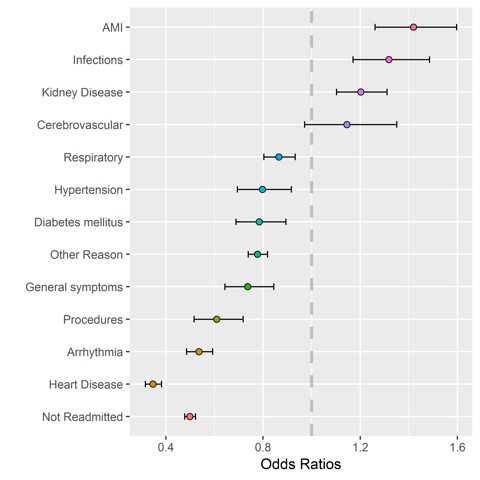 AMI
Infections
Kidney Disease
Cerebrovascular
Respiratory
Hypertension
Diabetes mellitus
Other Reason
General symptoms
Procedures
Arrhythmia
Heart Disease
Not Readmitted
0.4 0.8 1.2 1.6
Odds Ratios